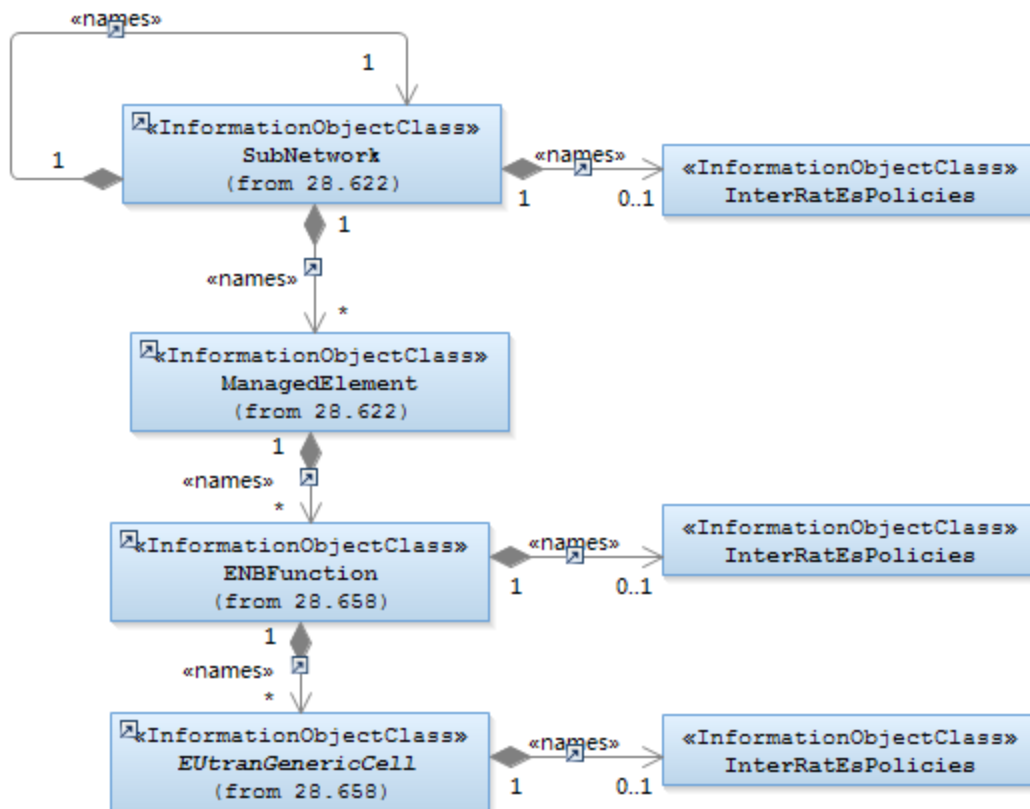 «names»
1
1
«InformationObjectClass»
SubNetwork
(from 28.622)
«names»
1
0..1
«InformationObjectClass»
InterRatEsPolicies
1
«names»
*
«InformationObjectClass»
ManagedElement
(from 28.622)
1
«names»
*
«InformationObjectClass»
ENBFunction
(from 28.658)
«names»
1
0..1
«InformationObjectClass»
InterRatEsPolicies
1
«names»
*
«InformationObjectClass»
EUtranGenericCell
(from 28.658)
«names»
1
0..1
«InformationObjectClass»
InterRatEsPolicies